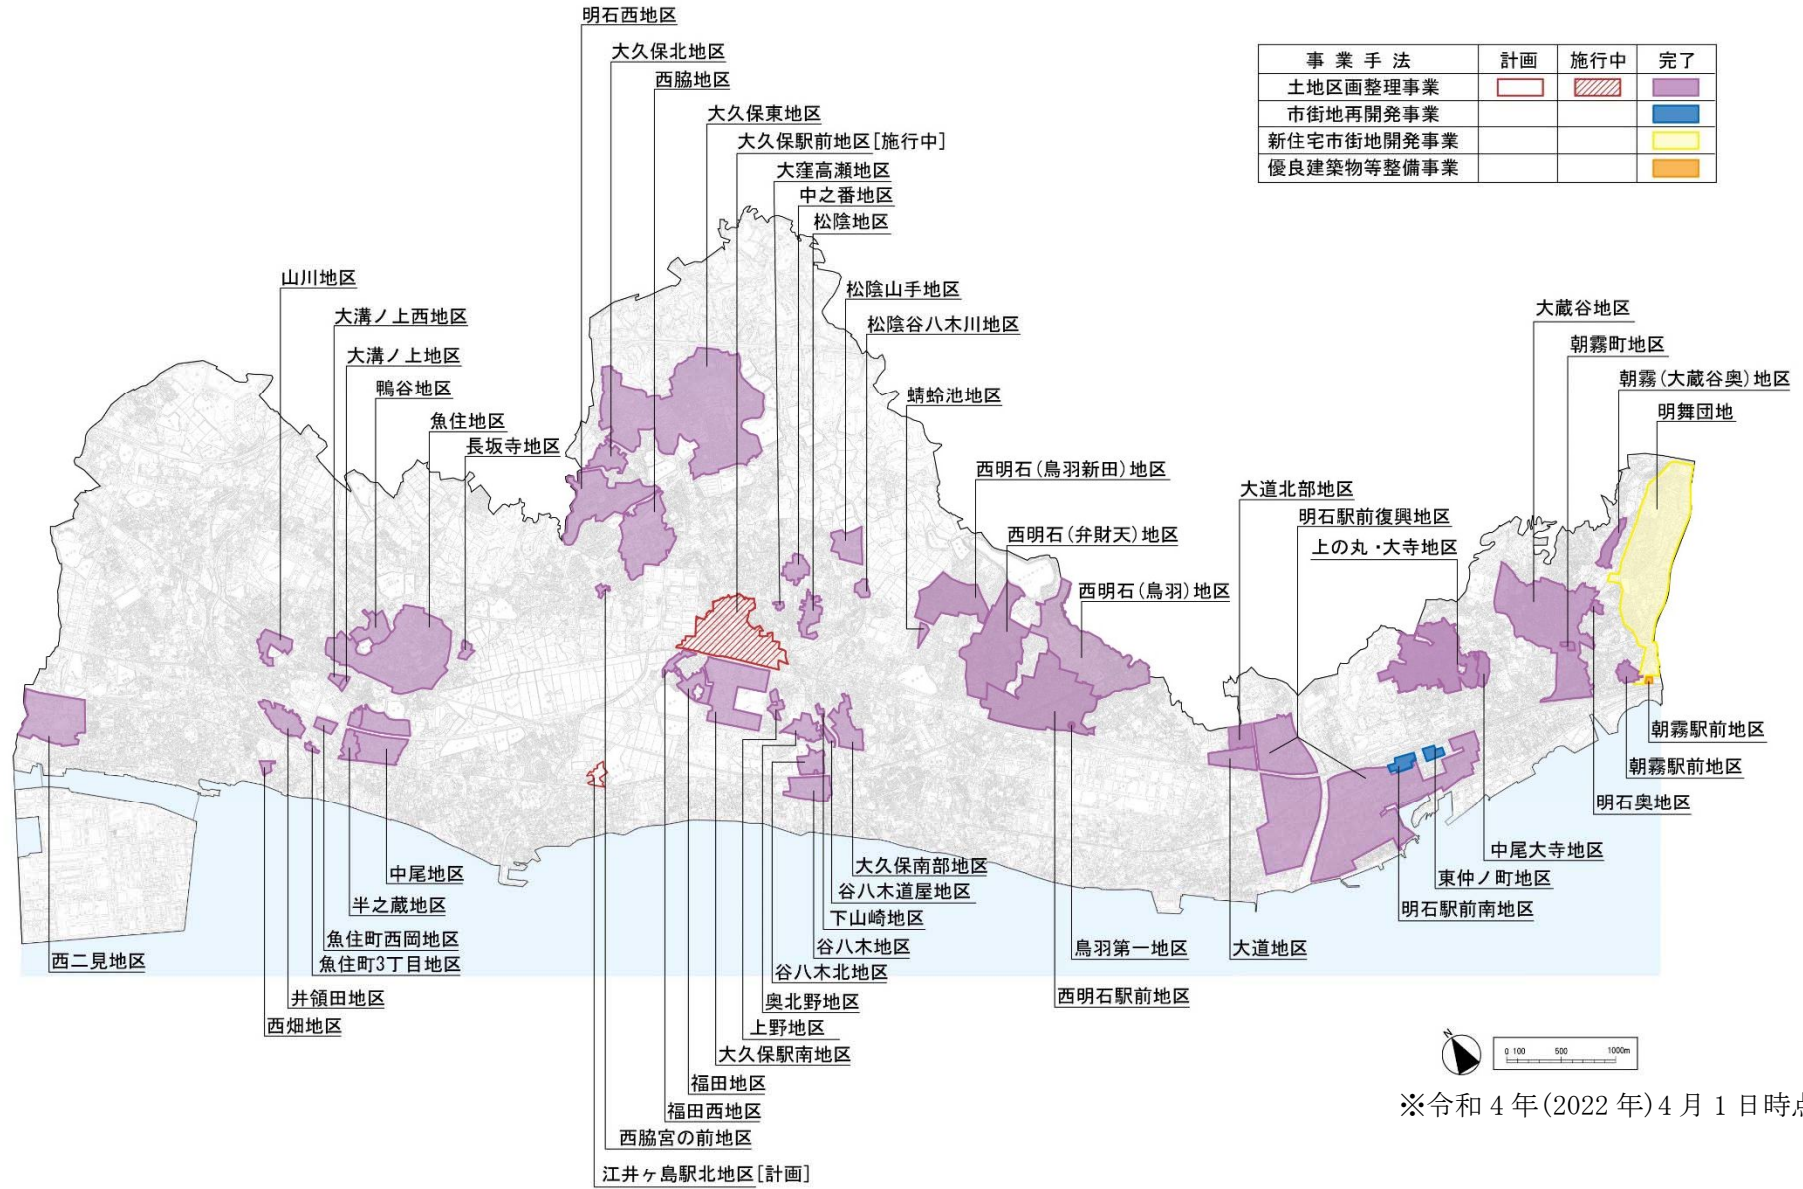 明石西地区
大久保北地区
西脇地区
大久保東地区
大久保駅前地区[施行中]
大窪高瀬地区
中之番地区
松陰地区
事業手法 計画 施行中 完了
土地区画整理事業
市街地再開発事業
新住宅市街地開発事業
優良建築物等整備事業
山川地区
大溝ノ上西地区
大溝ノ上地区
鴨谷地区
魚住地区
長坂寺地区
松陰山手地区
松陰谷八木川地区
蜻蛉池地区
西明石(鳥羽新田)地区
西明石(弁財天)地区
西明石(鳥羽)地区
大蔵谷地区
朝霧町地区
朝霧(大蔵谷奥)地区
明舞団地
大道北部地区
明石駅前復興地区
上の丸・大寺地区
朝霧駅前地区
朝霧駅前地区
明石奥地区
中尾大寺地区
東仲ノ町地区
明石駅前南地区
大道地区
鳥羽第一地区
西明石駅前地区
大久保南部地区
谷八木道屋地区
下山崎地区
谷八木地区
谷八木北地区
奥北野地区
上野地区
大久保駅南地区
福田地区
福田西地区
西脇宮の前地区
江井ヶ島駅北地区[計画]
中尾地区
半之蔵地区
魚住町西岡地区
魚住町3丁目地区
井領田地区
西畑地区
西二見地区
N
0 100 500 1000m
※令和4年(2022年)4月1日時点